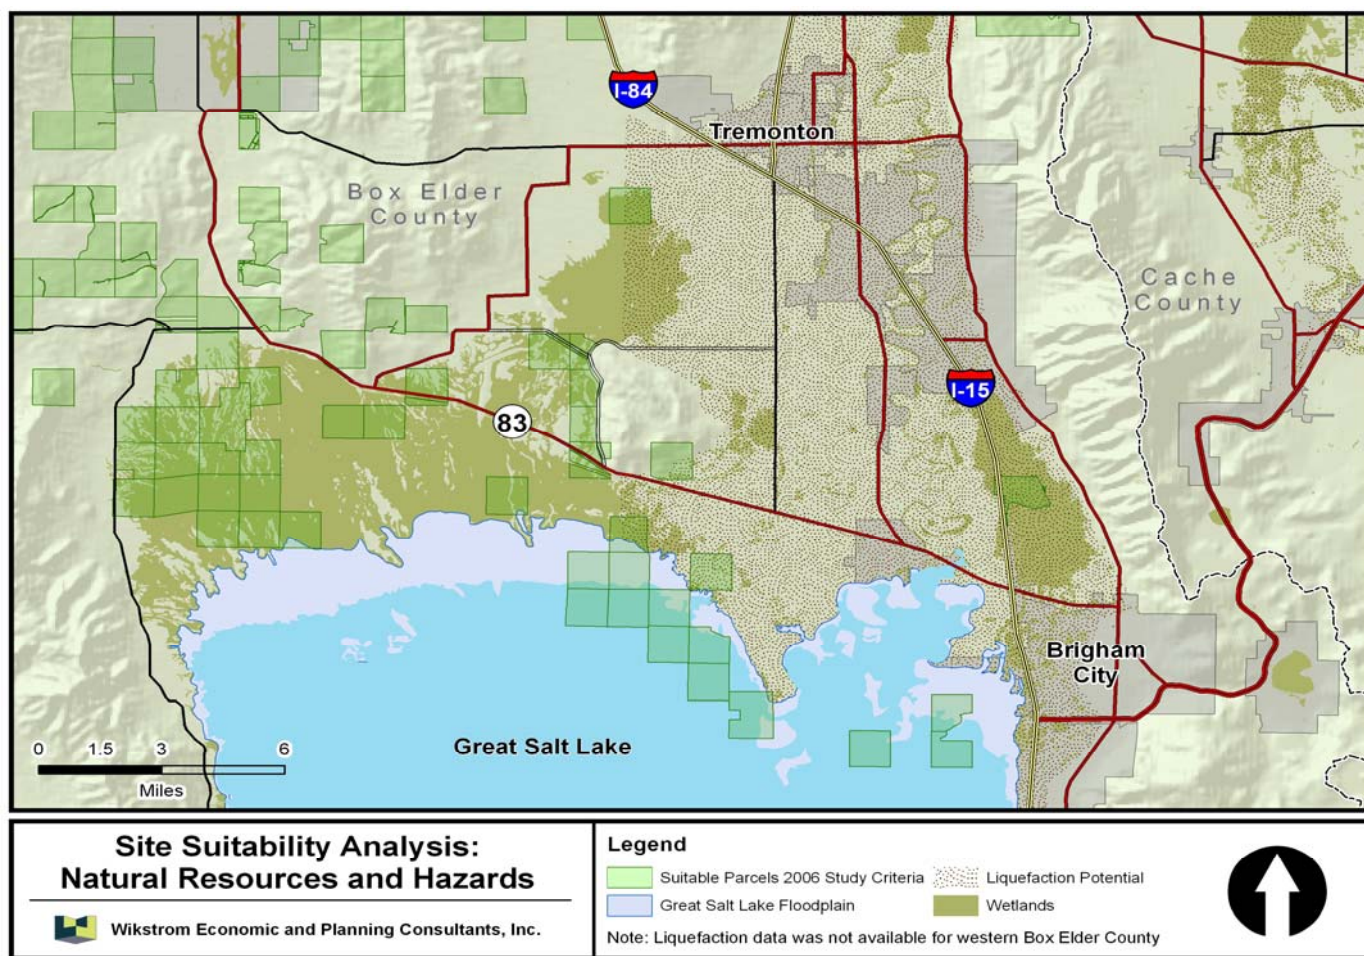 I-84
Tremonton
Box Elder
County
Cache
County
I-15
83
Brigham
City
Great Salt Lake
0 1.5 3 6
Miles
Site Suitability Analysis:
Natural Resources and Hazards
Wikstrom Economic and Planning Consultants, Inc.
Legend
Suitable Parcels 2006 Study Criteria
Liquefaction Potential
Great Salt Lake Floodplain
Wetlands
Note: Liquefaction data was not available for western Box Elder County